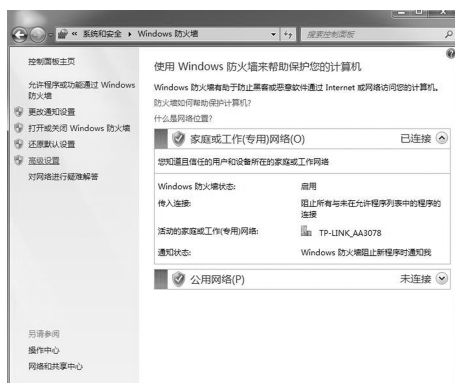 « 系统和安全 ▸ Windows 防火墙
搜索控制面板
控制面板主页
允许程序或功能通过 Windows
防火墙
更改通知设置
打开或关闭 Windows 防火墙
还原默认设置
高级设置
对网络进行疑难解答
另请参阅
操作中心
网络和共享中心
使用 Windows 防火墙来帮助保护您的计算机
Windows 防火墙有助于防止黑客或恶意软件通过 Internet 或网络访问您的计算机。
防火墙如何帮助保护计算机?
什么是网络位置?
家庭或工作(专用)网络(O) 已连接
您知道且信任的用户和设备所在的家庭或工作网络
Windows 防火墙状态: 启用
传入连接: 阻止所有与未在允许程序列表中的程序的
连接
活动的家庭或工作(专用)网络: TP-LINK_AA3078
通知状态: Windows 防火墙阻止新程序时通知我
公用网络(P) 未连接